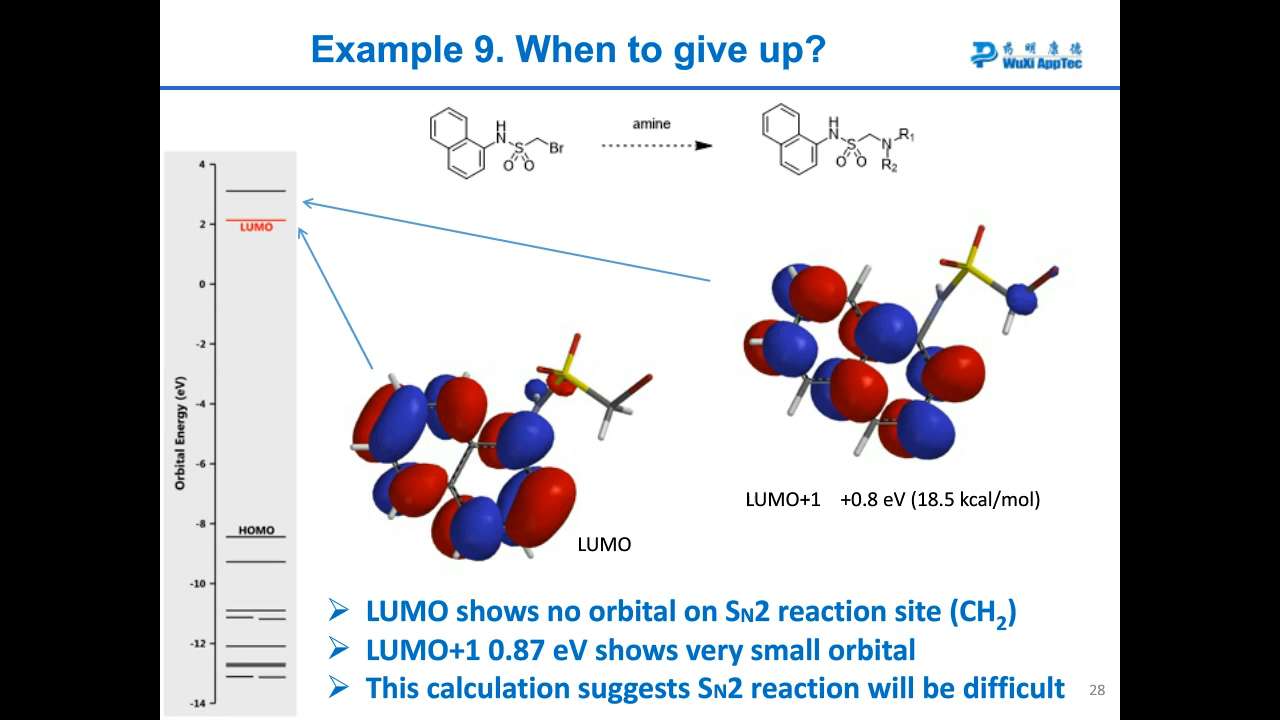 Example 9. When to give up?
药明康德
WuXi AppTec
amine
H
N
S
O O
Br
H
N
S
O O
N
R1
R2
4
2
0
-2
-4
-6
-8
-10
-12
-14
Orbital Energy (eV)
LUMO
HOMO
LUMO
LUMO+1 +0.8 eV (18.5 kcal/mol)
➢ LUMO shows no orbital on SN2 reaction site (CH2)
➢ LUMO+1 0.87 eV shows very small orbital
➢ This calculation suggests SN2 reaction will be difficult
28